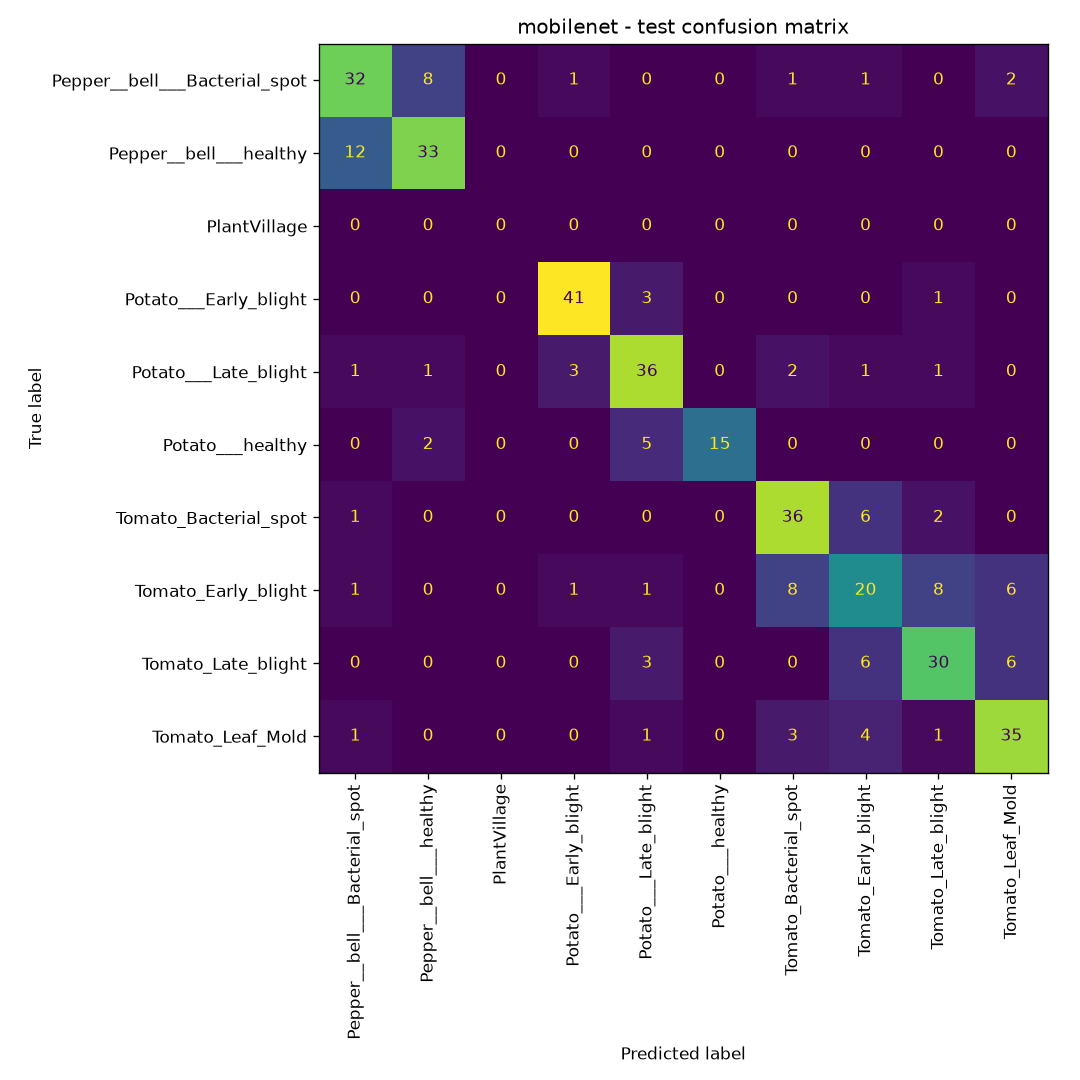 mobilenet - test confusion matrix
Pepper__bell___Bacterial_spot 32 8 0 1 0 0 1 1 0 2
Pepper__bell___healthy 12 33 0 0 0 0 0 0 0 0
PlantVillage 0 0 0 0 0 0 0 0 0 0
Potato___Early_blight 0 0 0 41 3 0 0 0 1 0
Potato___Late_blight 1 1 0 3 36 0 2 1 1 0
Potato___healthy 0 2 0 0 5 15 0 0 0 0
Tomato_Bacterial_spot 1 0 0 0 0 0 36 6 2 0
Tomato_Early_blight 1 0 0 1 1 0 8 20 8 6
Tomato_Late_blight 0 0 0 0 3 0 0 6 30 6
Tomato_Leaf_Mold 1 0 0 0 1 0 3 4 1 35
True label
Pepper__bell___Bacterial_spot
Pepper__bell___healthy
PlantVillage
Potato___Early_blight
Potato___Late_blight
Potato___healthy
Tomato_Bacterial_spot
Tomato_Early_blight
Tomato_Late_blight
Tomato_Leaf_Mold
Predicted label